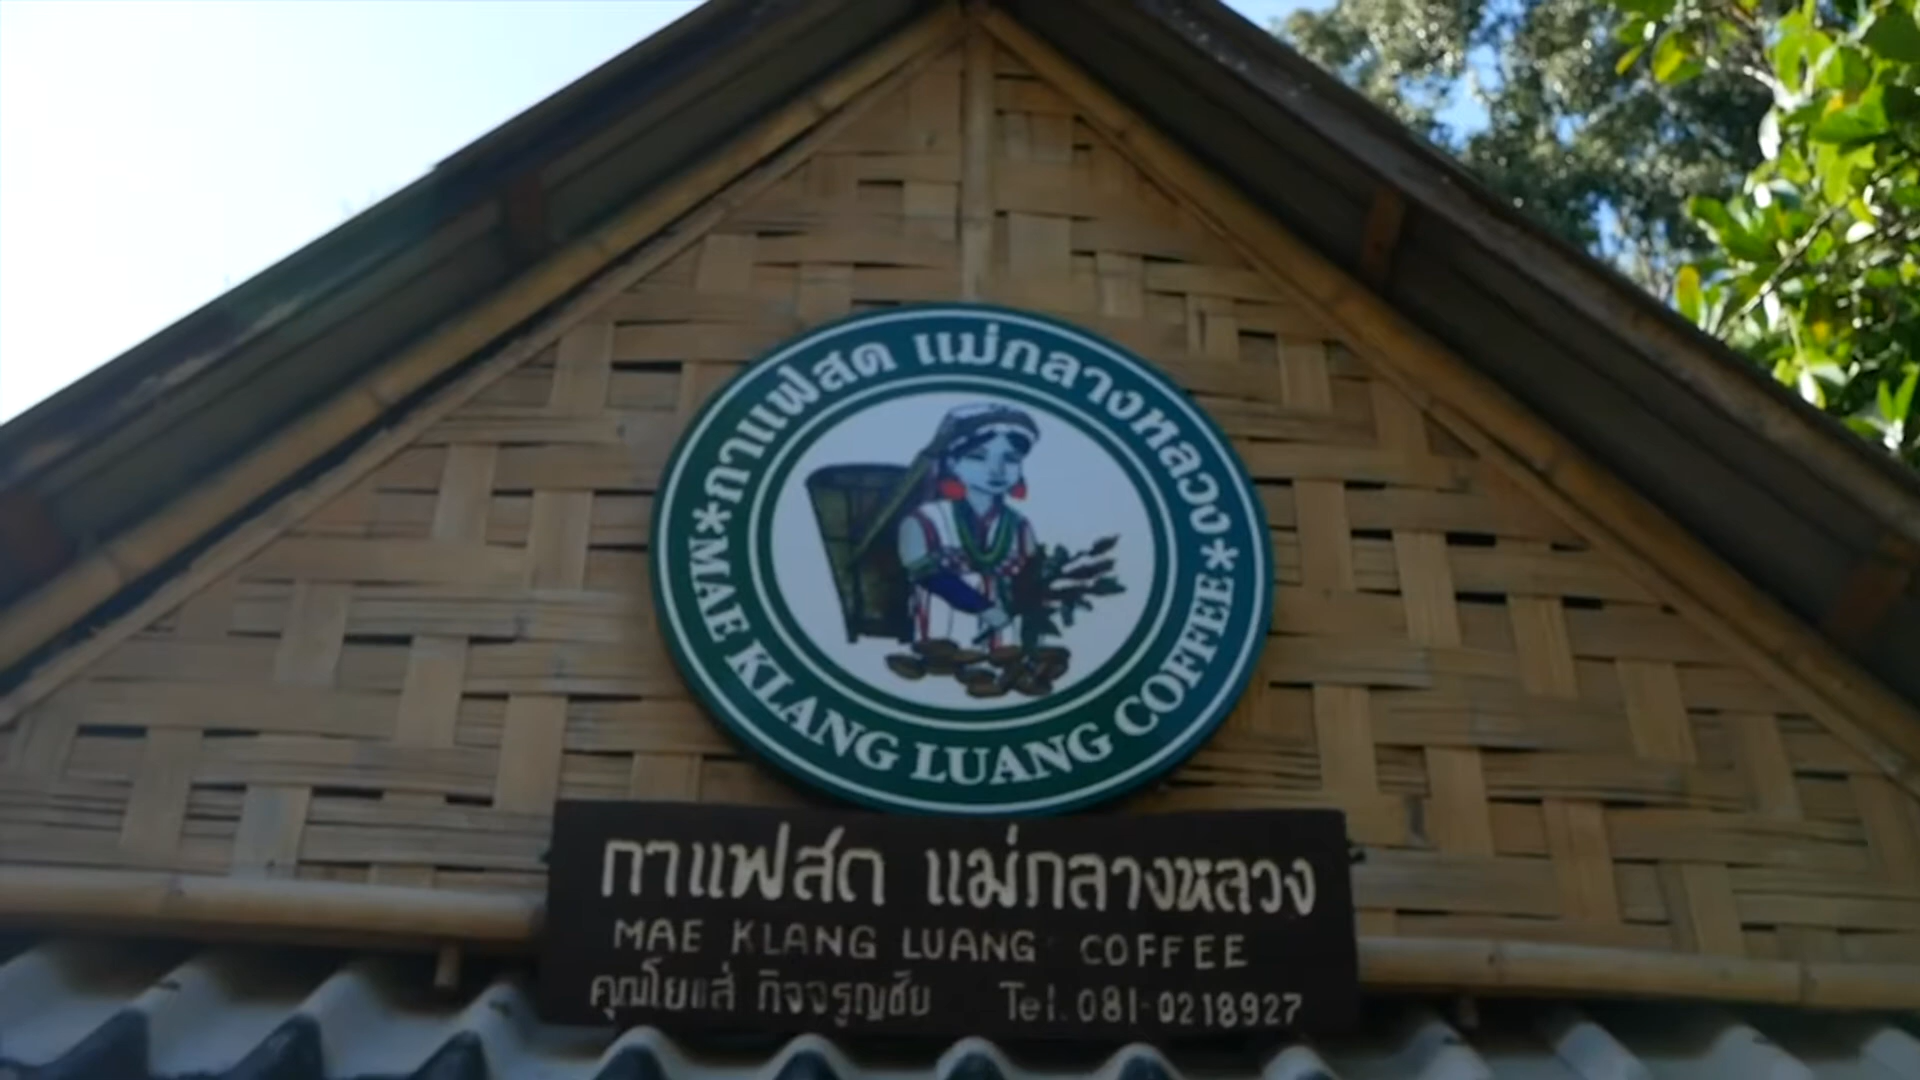 กาแฟสด แม่กลางหลวง
*MAE KLANG LUANG COFFEE*
กาแฟสด แม่กลางหลวง
MAE KLANG LUANG COFFEE
คุณโยแส่ กิจจรูญชัย Tel. 081-0218927